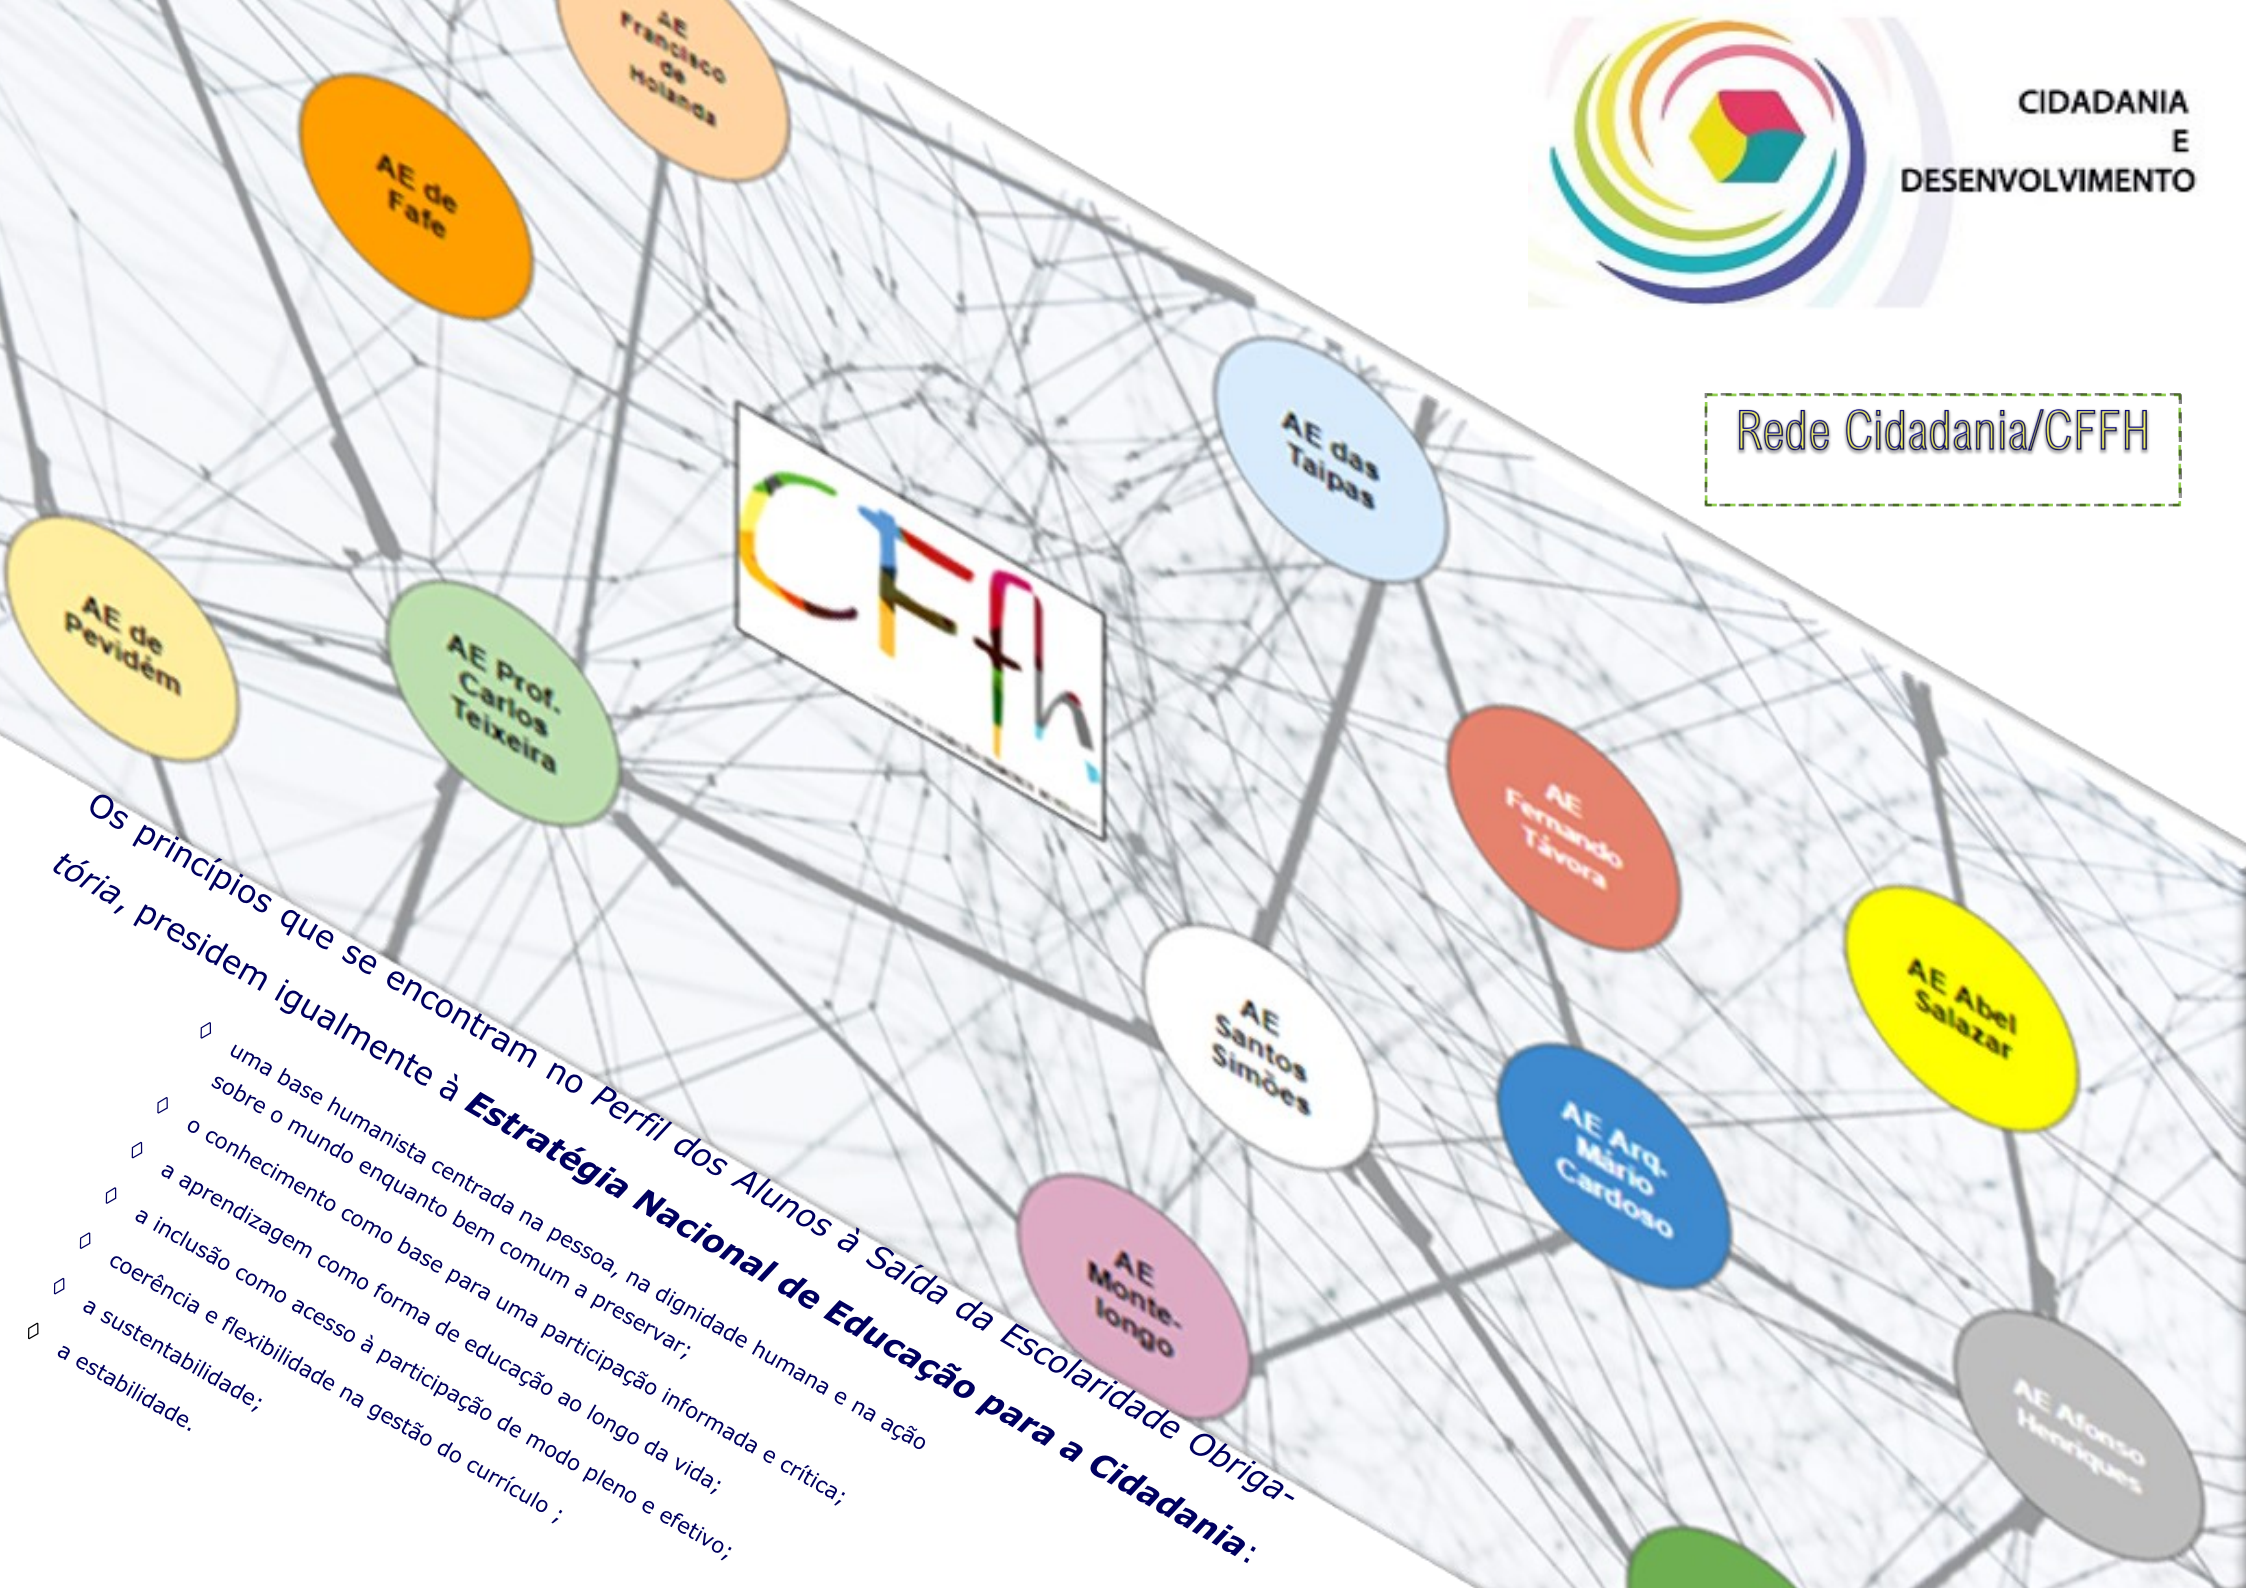 CIDADANIA
E
DESENVOLVIMENTO
Rede Cidadania/CFFH
AE
Francisco
de
Holanda
AE de
Fafe
AE das
Taipas
AE de
Pevidém
AE Prof.
Carlos
Teixeira
CFfh
AE
Fernando
Távora
AE Abel
Salazar
AE
Santos
Simões
AE Arq.
Mário
Cardoso
AE
Monte-
longo
AE Afonso
Henriques
Os princípios que se encontram no Perfil dos Alunos à Saída da Escolaridade Obriga-
tória, presidem igualmente à Estratégia Nacional de Educação para a Cidadania:
◊ uma base humanista centrada na pessoa, na dignidade humana e na ação
sobre o mundo enquanto bem comum a preservar;
◊ o conhecimento como base para uma participação informada e crítica;
◊ a aprendizagem como forma de educação ao longo da vida;
◊ a inclusão como acesso à participação de modo pleno e efetivo;
◊ coerência e flexibilidade na gestão do currículo ;
◊ a sustentabilidade;
◊ a estabilidade.